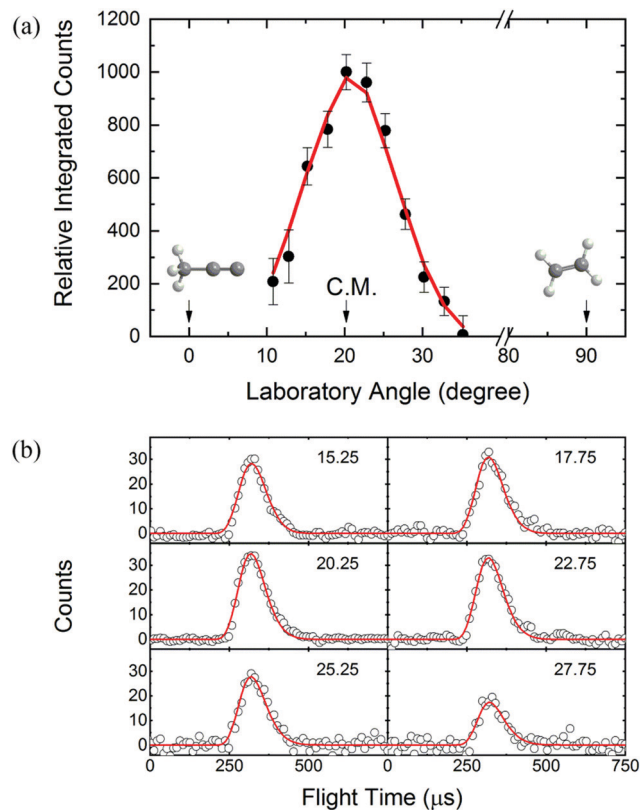 (a)
1200
1000
800
600
400
200
0
Relative Integrated Counts
C.M.
0 10 20 30 80 90
Laboratory Angle (degree)
(b)
15.25 17.75
20.25 22.75
25.25 27.75
30
20
10
0
30
20
10
0
30
20
10
0
Counts
0 250 500 0 250 500 750
Flight Time (μs)